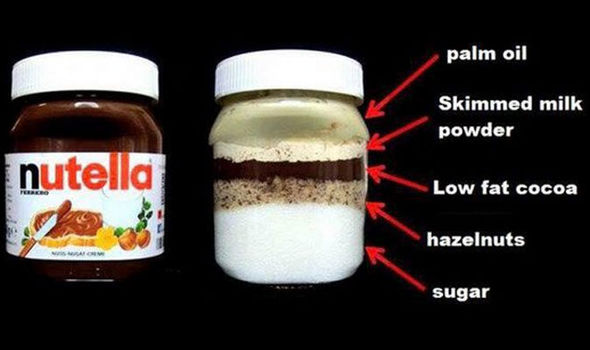 nutella
FERRERO
NUSS-NUGAT-CREME
palm oil
Skimmed milk
powder
Low fat cocoa
hazelnuts
sugar